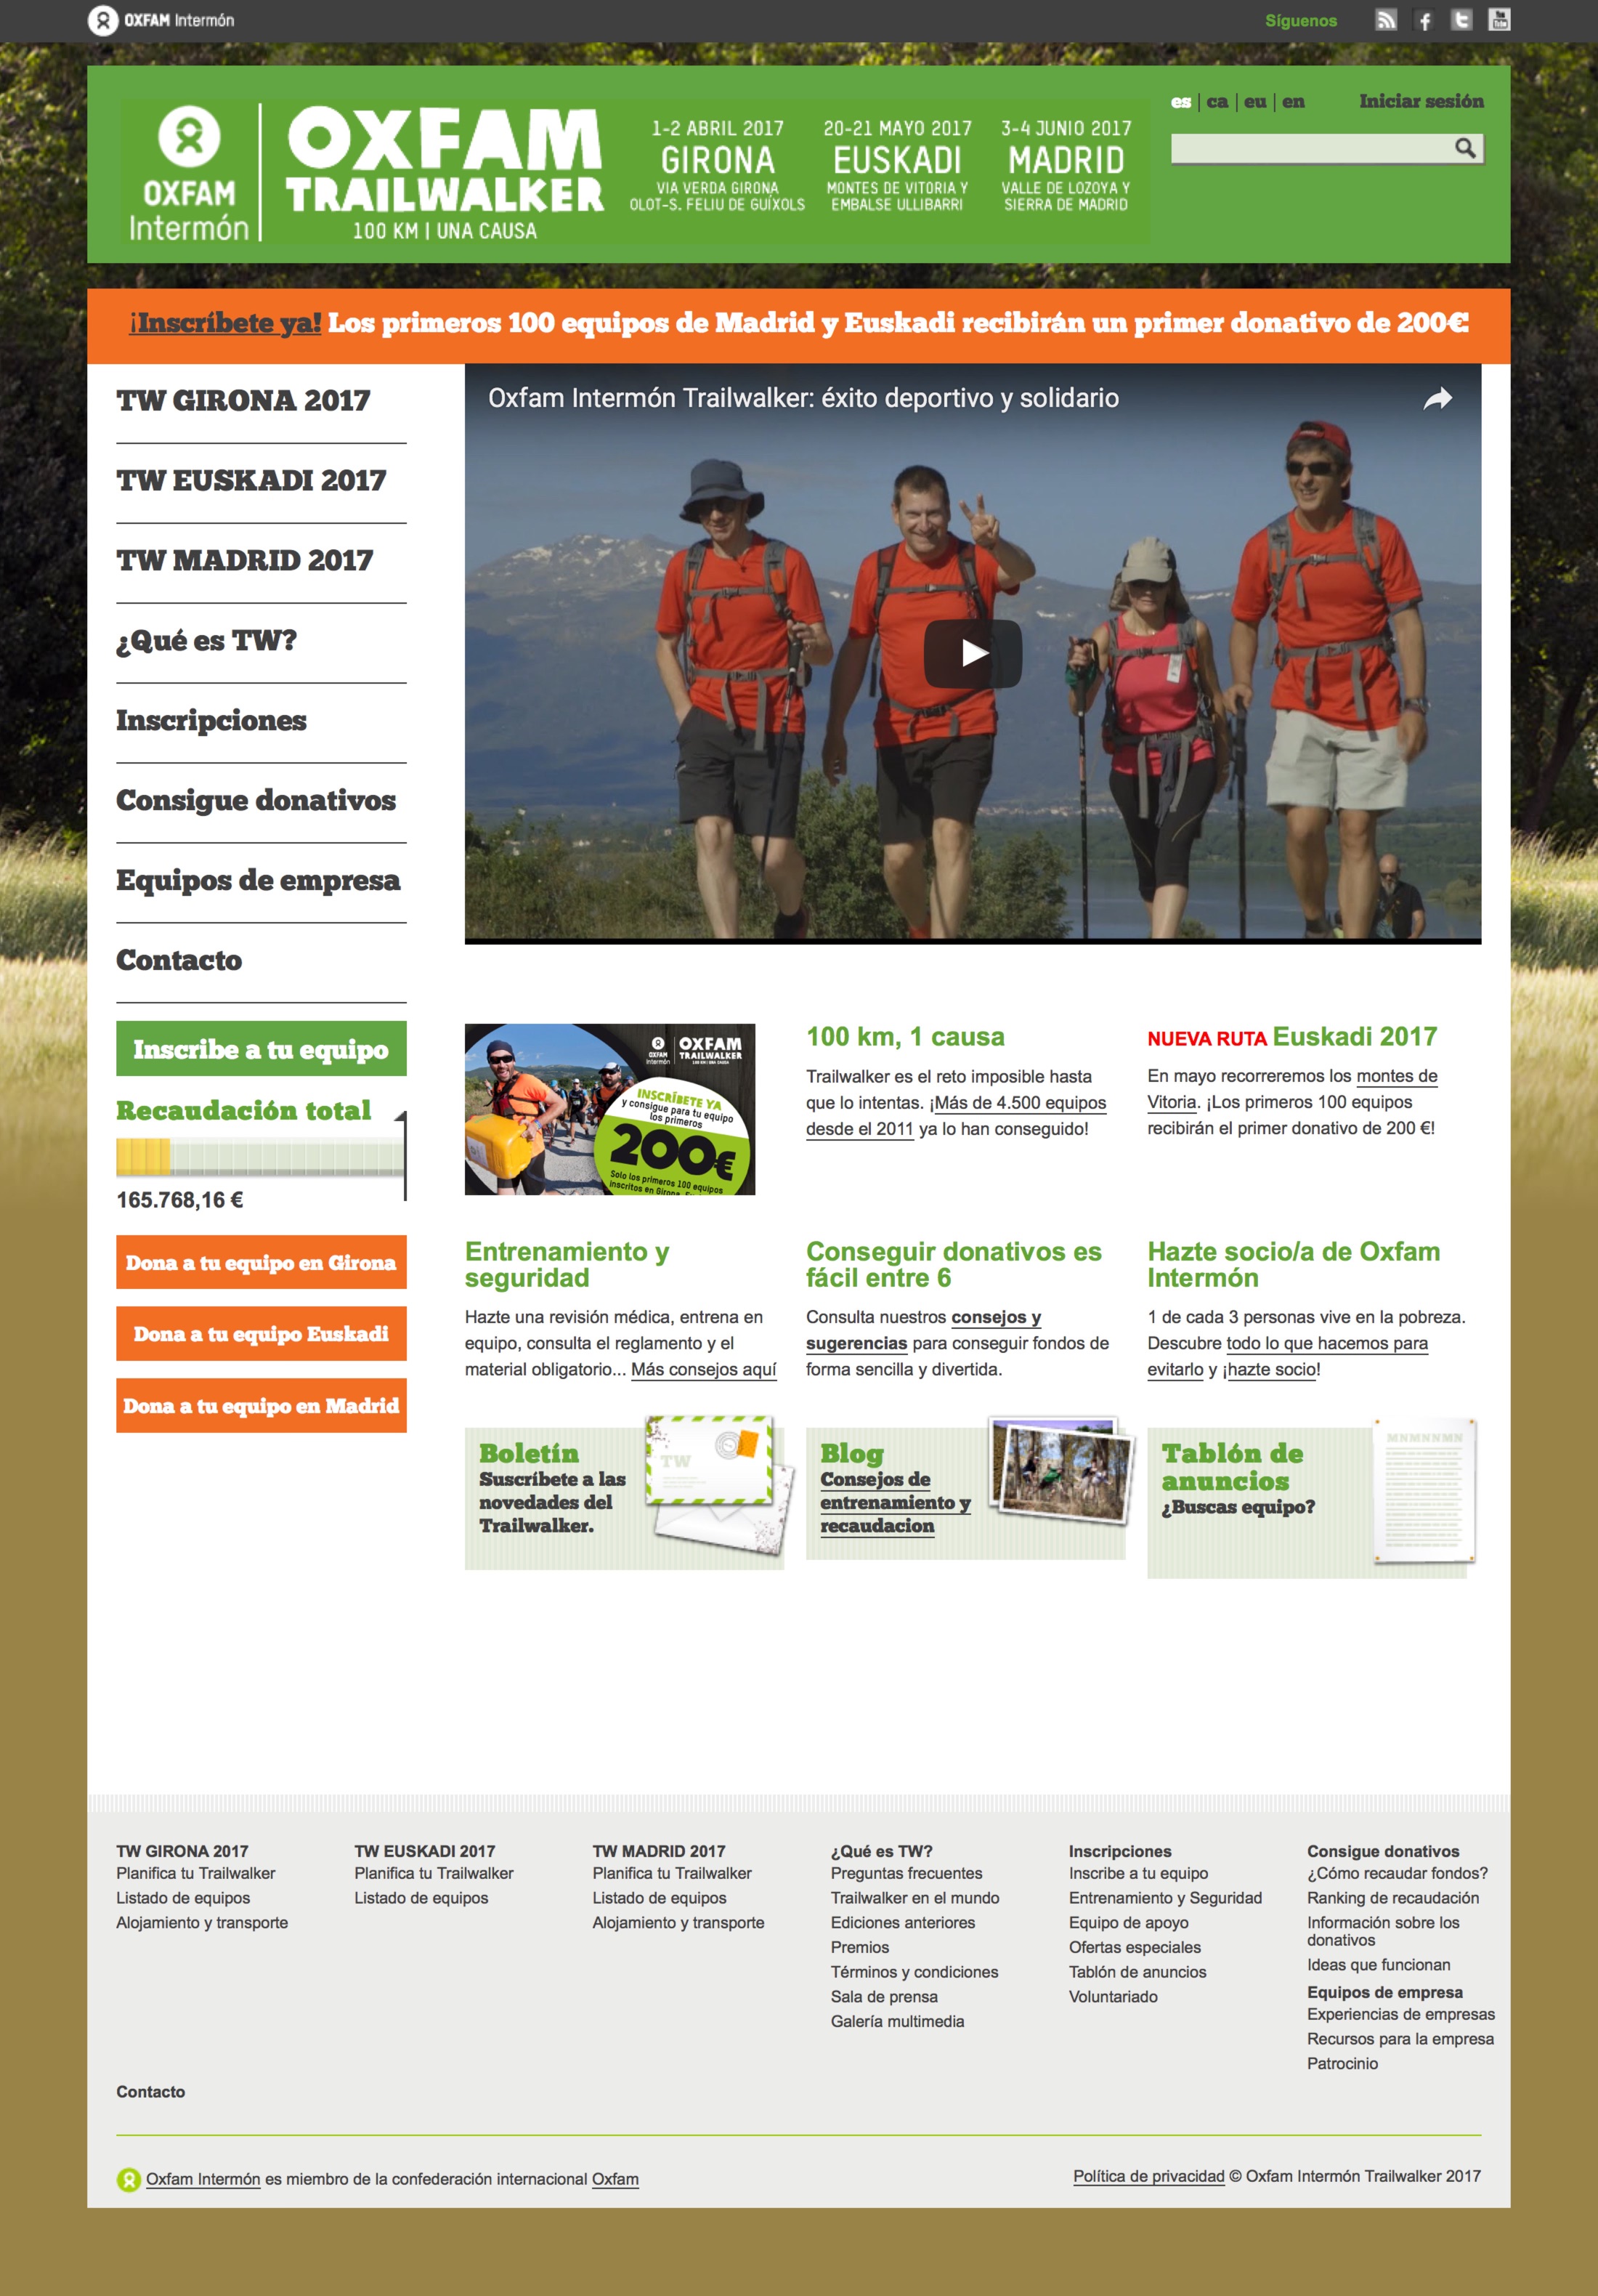 OXFAM Intermón
Síguenos
es | ca | eu | en
Iniciar sesión
OXFAM
Intermón
OXFAM
TRAILWALKER
100 KM | UNA CAUSA
1-2 ABRIL 2017
GIRONA
VIA VERDA GIRONA
OLOT-S. FELIU DE GUÍXOLS
20-21 MAYO 2017
EUSKADI
MONTES DE VITORIA Y
EMBALSE ULLIBARRI
3-4 JUNIO 2017
MADRID
VALLE DE LOZOYA Y
SIERRA DE MADRID
¡Inscríbete ya! Los primeros 100 equipos de Madrid y Euskadi recibirán un primer donativo de 200€
TW GIRONA 2017
TW EUSKADI 2017
TW MADRID 2017
¿Qué es TW?
Inscripciones
Consigue donativos
Equipos de empresa
Contacto
Inscribe a tu equipo
Recaudación total
165.768,16 €
Dona a tu equipo en Girona
Dona a tu equipo Euskadi
Dona a tu equipo en Madrid
Oxfam Intermón Trailwalker: éxito deportivo y solidario
OXFAM
Intermón
OXFAM
TRAILWALKER
INSCRÍBETE YA
y consigue para tu equipo
los primeros
200€
Solo los primeros 100 equipos
100 km, 1 causa
Trailwalker es el reto imposible hasta
que lo intentas. ¡Más de 4.500 equipos
desde el 2011 ya lo han conseguido!
NUEVA RUTA Euskadi 2017
En mayo recorreremos los montes de
Vitoria. ¡Los primeros 100 equipos
recibirán el primer donativo de 200 €!
Entrenamiento y
seguridad
Hazte una revisión médica, entrena en
equipo, consulta el reglamento y el
material obligatorio... Más consejos aquí
Conseguir donativos es
fácil entre 6
Consulta nuestros consejos y
sugerencias para conseguir fondos de
forma sencilla y divertida.
Hazte socio/a de Oxfam
Intermón
1 de cada 3 personas vive en la pobreza.
Descubre todo lo que hacemos para
evitarlo y ¡hazte socio!
Boletín
Suscríbete a las
novedades del
Trailwalker.
TW
Blog
Consejos de
entrenamiento y
recaudacion
Tablón de
anuncios
¿Buscas equipo?
MNMNNMN
TW GIRONA 2017
Planifica tu Trailwalker
Listado de equipos
Alojamiento y transporte
TW EUSKADI 2017
Planifica tu Trailwalker
Listado de equipos
TW MADRID 2017
Planifica tu Trailwalker
Listado de equipos
Alojamiento y transporte
¿Qué es TW?
Preguntas frecuentes
Trailwalker en el mundo
Ediciones anteriores
Premios
Términos y condiciones
Sala de prensa
Galería multimedia
Inscripciones
Inscribe a tu equipo
Entrenamiento y Seguridad
Equipo de apoyo
Ofertas especiales
Tablón de anuncios
Voluntariado
Consigue donativos
¿Cómo recaudar fondos?
Ranking de recaudación
Información sobre los
donativos
Ideas que funcionan
Equipos de empresa
Experiencias de empresas
Recursos para la empresa
Patrocinio
Contacto
Oxfam Intermón es miembro de la confederación internacional Oxfam
Política de privacidad © Oxfam Intermón Trailwalker 2017